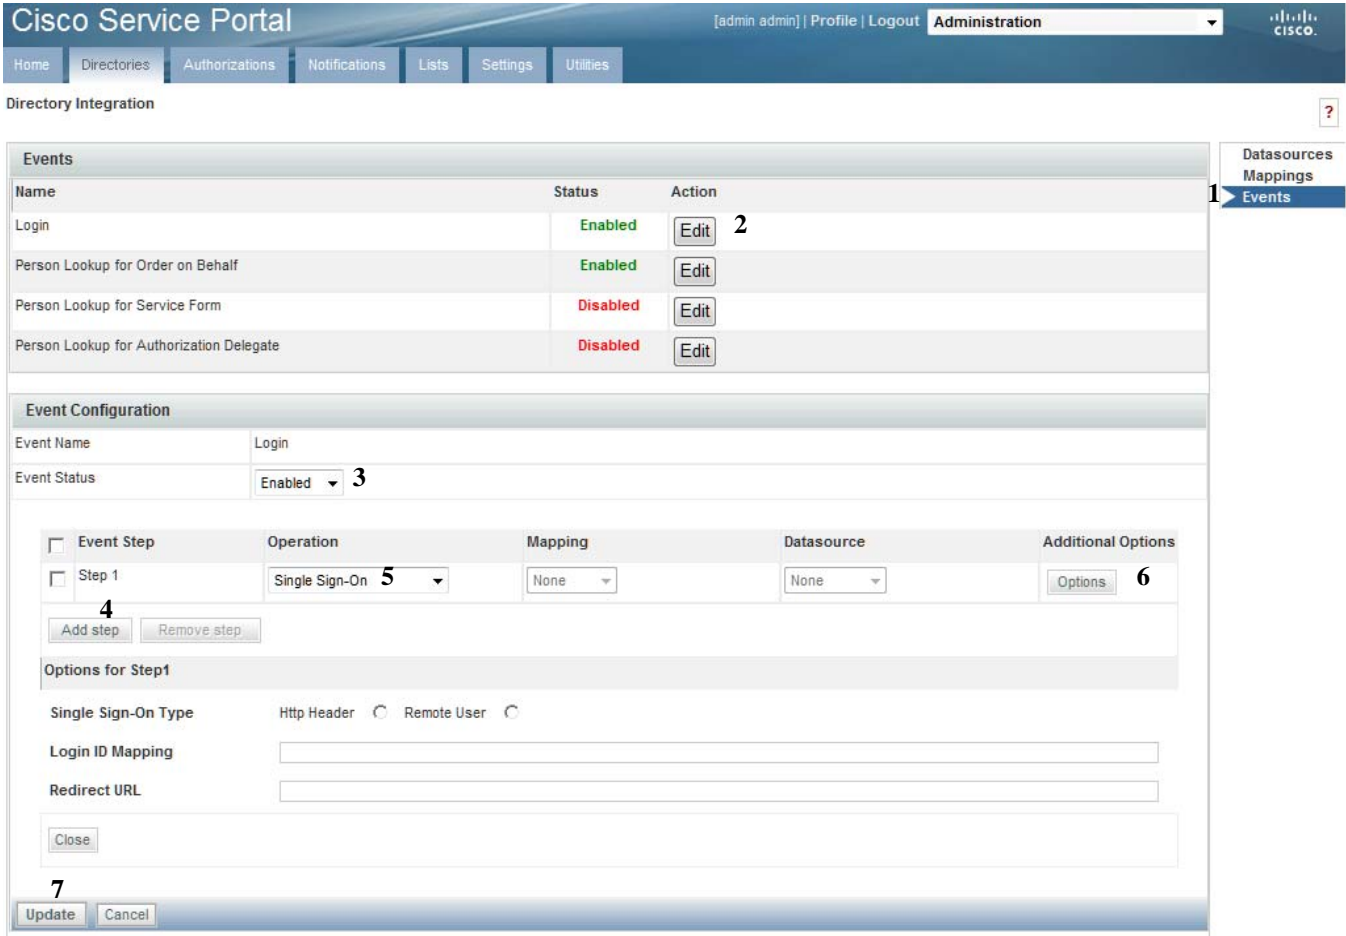 Cisco Service Portal
[admin admin] | Profile | Logout Administration
CISCO.
Home Directories Authorizations Notifications Lists Settings Utilities
Directory Integration
?
Events
Name Status Action
Login Enabled Edit 2
Person Lookup for Order on Behalf Enabled Edit
Person Lookup for Service Form Disabled Edit
Person Lookup for Authorization Delegate Disabled Edit
Datasources
Mappings
1 Events
Event Configuration
Event Name Login
Event Status Enabled 3
Event Step Operation Mapping Datasource Additional Options
Step 1 Single Sign-On 5 None None Options 6
4
Add step Remove step
Options for Step1
Single Sign-On Type Http Header Remote User
Login ID Mapping
Redirect URL
Close
7
Update Cancel